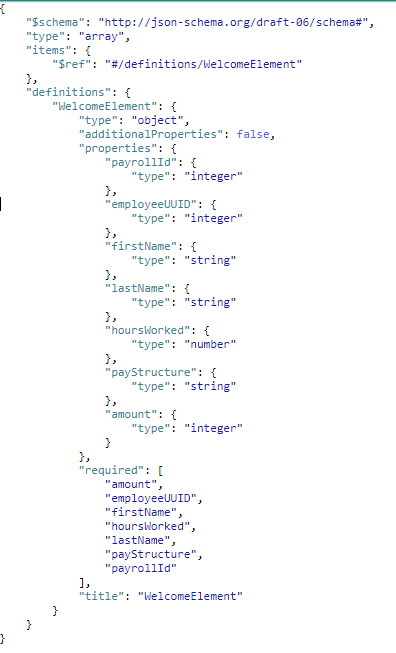 {
    "$schema": "http://json-schema.org/draft-06/schema#",
    "type": "array",
    "items": {
        "$ref": "#/definitions/WelcomeElement"
    },
    "definitions": {
        "WelcomeElement": {
            "type": "object",
            "additionalProperties": false,
            "properties": {
                "payrollId": {
                    "type": "integer"
                },
                "employeeUUID": {
                    "type": "integer"
                },
                "firstName": {
                    "type": "string"
                },
                "lastName": {
                    "type": "string"
                },
                "hoursWorked": {
                    "type": "number"
                },
                "payStructure": {
                    "type": "string"
                },
                "amount": {
                    "type": "integer"
                }
            },
            "required": [
                "amount",
                "employeeUUID",
                "firstName",
                "hoursWorked",
                "lastName",
                "payStructure",
                "payrollId"
            ],
            "title": "WelcomeElement"
        }
    }
}